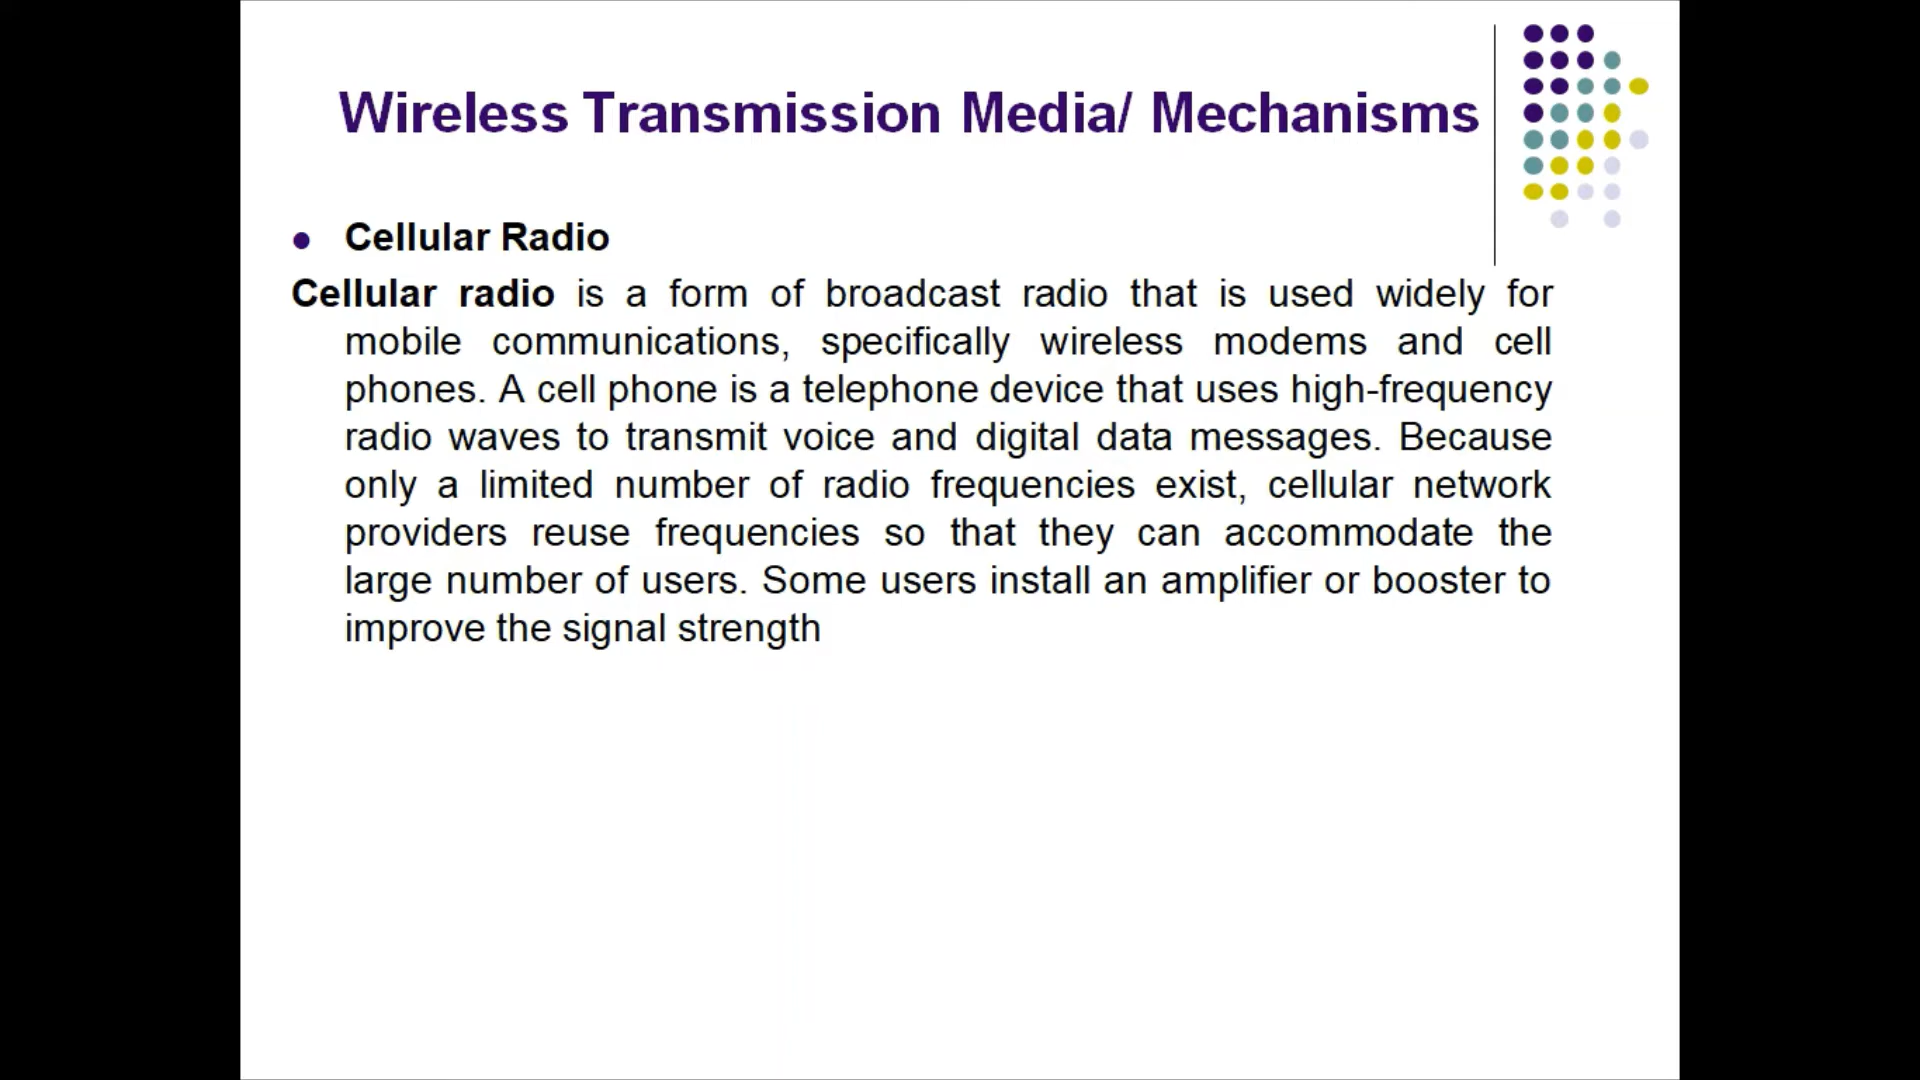 Wireless Transmission Media/ Mechanisms
● Cellular Radio
Cellular radio is a form of broadcast radio that is used widely for
mobile communications, specifically wireless modems and cell
phones. A cell phone is a telephone device that uses high-frequency
radio waves to transmit voice and digital data messages. Because
only a limited number of radio frequencies exist, cellular network
providers reuse frequencies so that they can accommodate the
large number of users. Some users install an amplifier or booster to
improve the signal strength